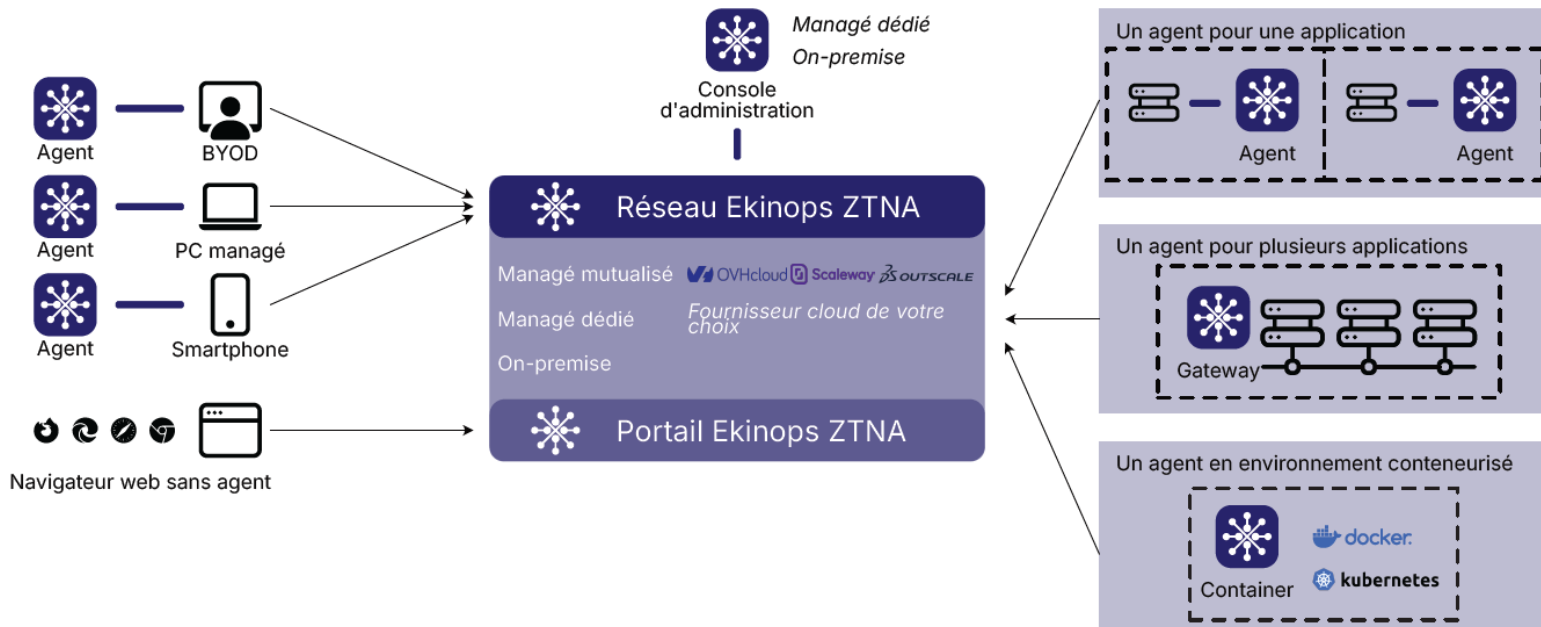 Managé dédié
On-premise
Console
d'administration
Agent
BYOD
Agent
PC managé
Agent
Smartphone
Navigateur web sans agent
Réseau Ekinops ZTNA
Managé mutualisé
OVHcloud
Scaleway
OUTSCALE
Managé dédié
Fournisseur cloud de votre
choix
On-premise
Portail Ekinops ZTNA
Un agent pour une application
Agent
Agent
Un agent pour plusieurs applications
Gateway
Un agent en environnement conteneurisé
Container
docker
kubernetes